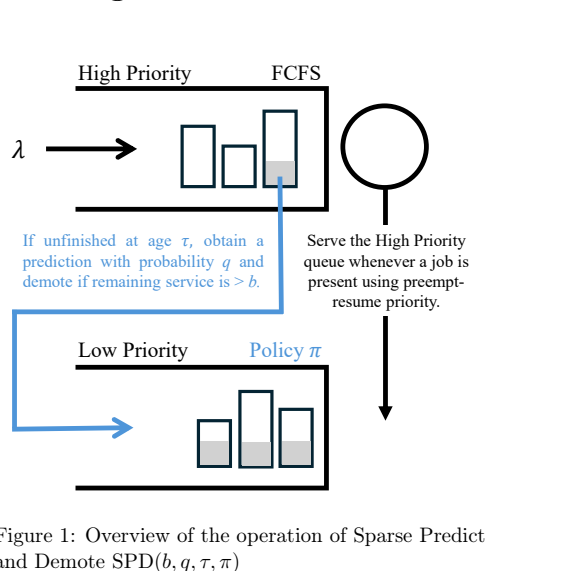 High Priority FCFS
λ
If unfinished at age τ, obtain a
prediction with probability q and
demote if remaining service is > b.
Serve the High Priority
queue whenever a job is
present using preempt-
resume priority.
Low Priority Policy π
Figure 1: Overview of the operation of Sparse Predict
and Demote SPD(b, q, τ, π)